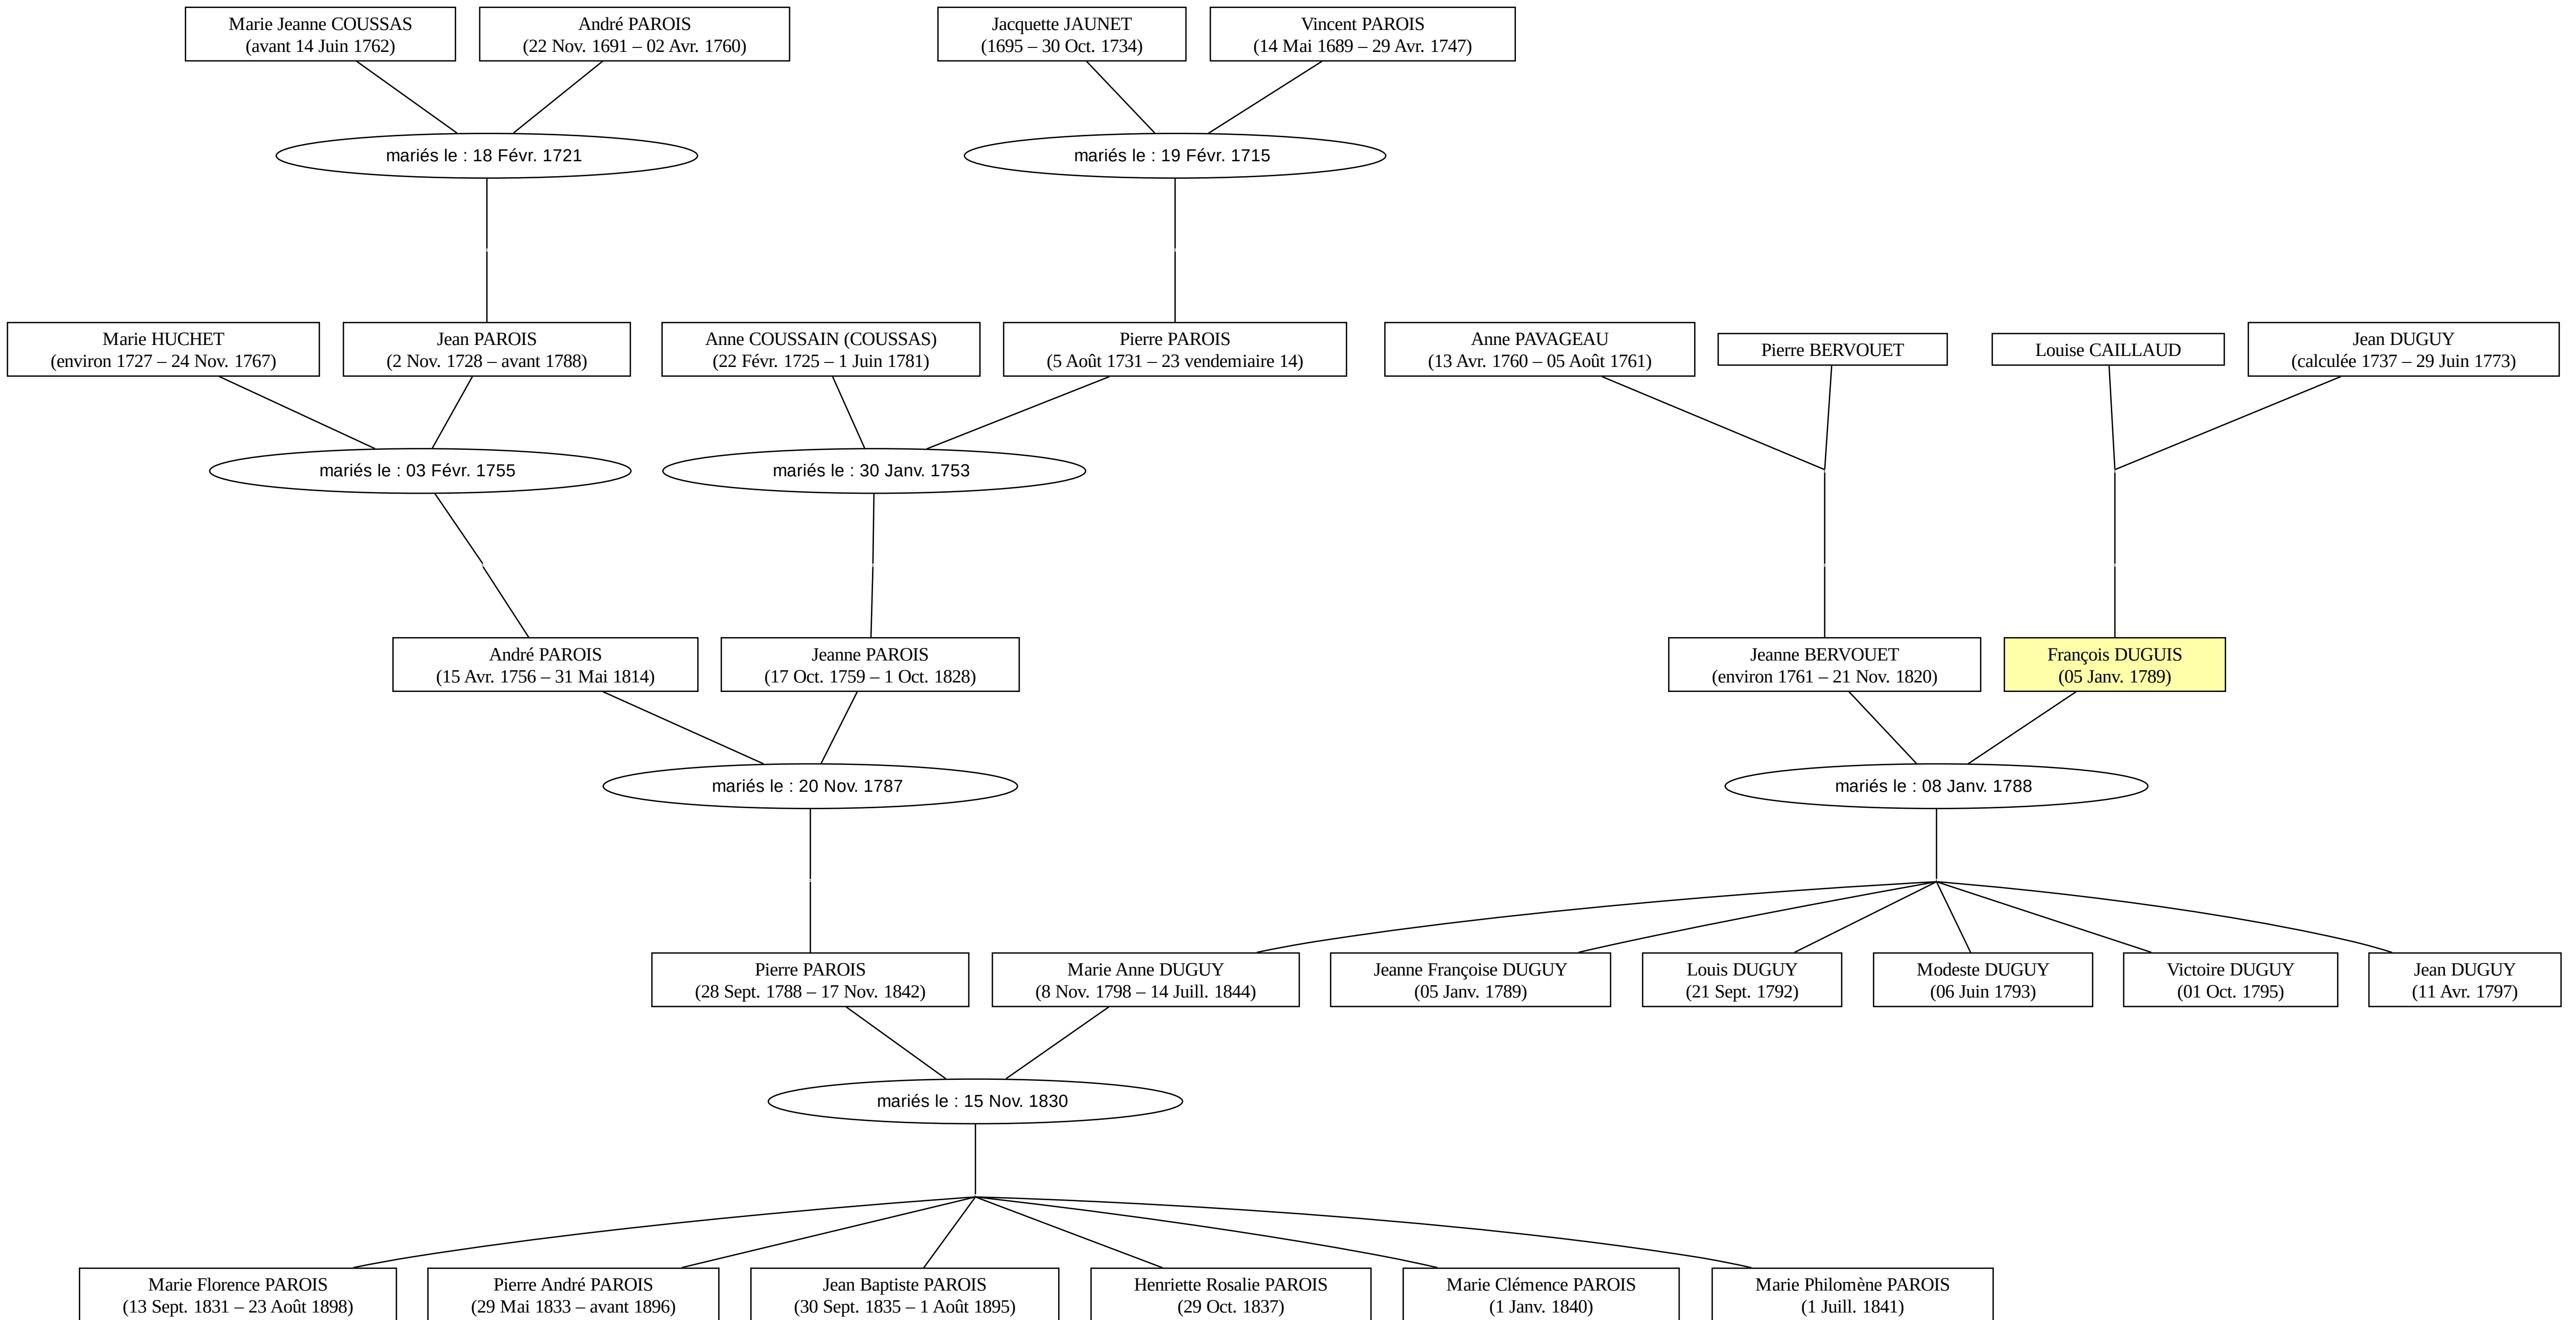 Marie Jeanne COUSSAS
(avant 14 Juin 1762)
André PAROIS
(22 Nov. 1691 – 02 Avr. 1760)
Jacquette JAUNET
(1695 – 30 Oct. 1734)
Vincent PAROIS
(14 Mai 1689 – 29 Avr. 1747)
mariés le : 18 Févr. 1721
mariés le : 19 Févr. 1715
Marie HUCHET
(environ 1727 – 24 Nov. 1767)
Jean PAROIS
(2 Nov. 1728 – avant 1788)
Anne COUSSAIN (COUSSAS)
(22 Févr. 1725 – 1 Juin 1781)
Pierre PAROIS
(5 Août 1731 – 23 vendemiaire 14)
Anne PAVAGEAU
(13 Avr. 1760 – 05 Août 1761)
Pierre BERVOUET
Louise CAILLAUD
Jean DUGUY
(calculée 1737 – 29 Juin 1773)
mariés le : 03 Févr. 1755
mariés le : 30 Janv. 1753
André PAROIS
(15 Avr. 1756 – 31 Mai 1814)
Jeanne PAROIS
(17 Oct. 1759 – 1 Oct. 1828)
Jeanne BERVOUET
(environ 1761 – 21 Nov. 1820)
François DUGUIS
(05 Janv. 1789)
mariés le : 20 Nov. 1787
mariés le : 08 Janv. 1788
Pierre PAROIS
(28 Sept. 1788 – 17 Nov. 1842)
Marie Anne DUGUY
(8 Nov. 1798 – 14 Juill. 1844)
Jeanne Françoise DUGUY
(05 Janv. 1789)
Louis DUGUY
(21 Sept. 1792)
Modeste DUGUY
(06 Juin 1793)
Victoire DUGUY
(01 Oct. 1795)
Jean DUGUY
(11 Avr. 1797)
mariés le : 15 Nov. 1830
Marie Florence PAROIS
(13 Sept. 1831 – 23 Août 1898)
Pierre André PAROIS
(29 Mai 1833 – avant 1896)
Jean Baptiste PAROIS
(30 Sept. 1835 – 1 Août 1895)
Henriette Rosalie PAROIS
(29 Oct. 1837)
Marie Clémence PAROIS
(1 Janv. 1840)
Marie Philomène PAROIS
(1 Juill. 1841)